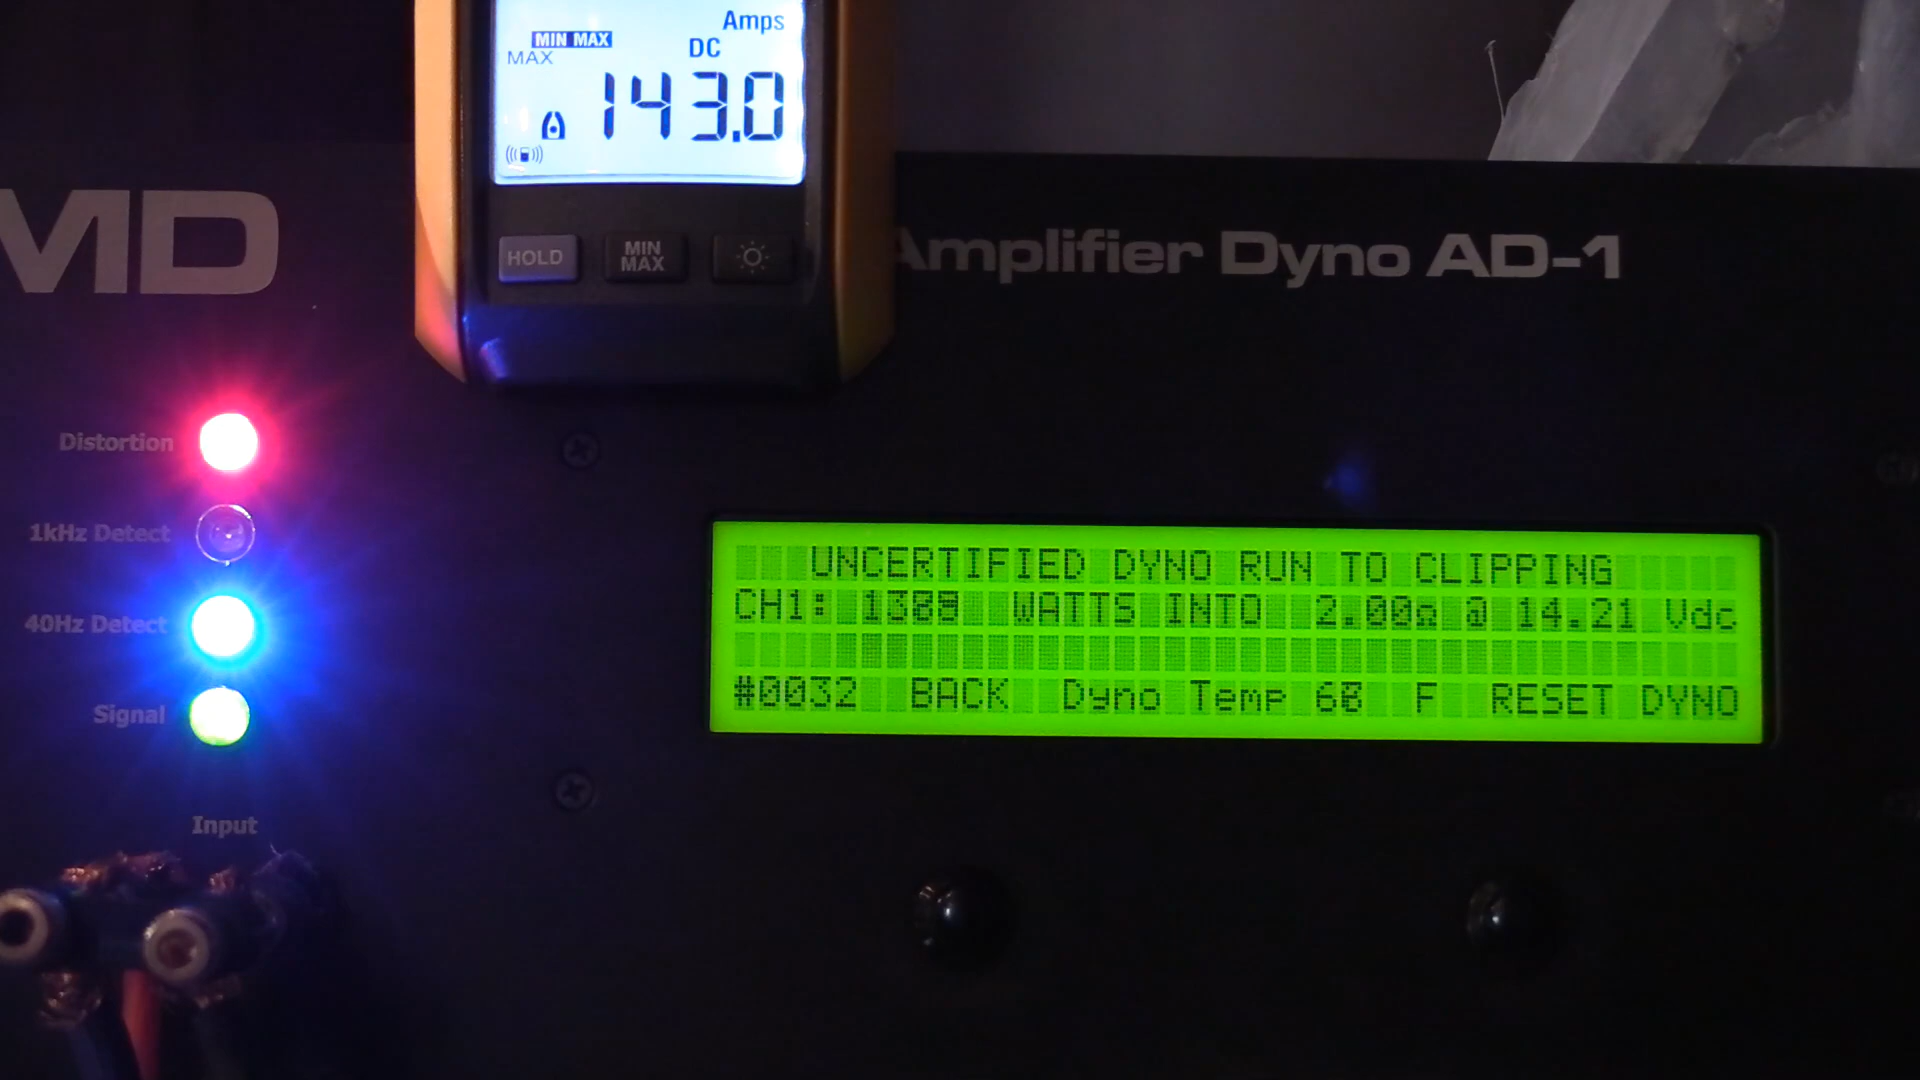 Amps
MIN MAX
DC
MAX
143.0
HOLD
MIN
MAX
MD
Amplifier Dyno AD-1
Distortion
1kHz Detect
40Hz Detect
Signal
Input
UNCERTIFIED DYNO RUN TO CLIPPING
CH1: WATTS INTO 2.00Ω @ 14.21 Vdc
#0032 BACK Dyno Temp F RESET DYNO